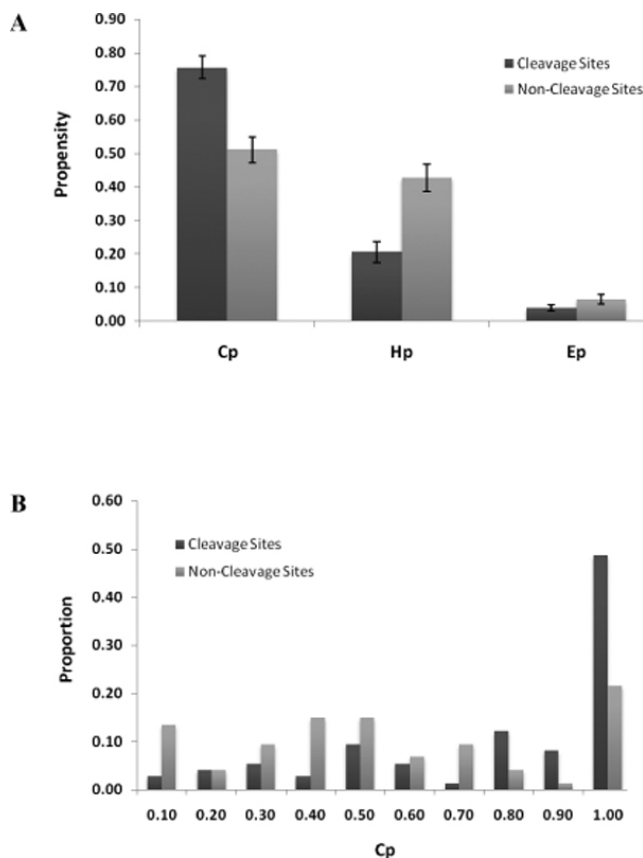 A
0.90
0.80
0.70
0.60
0.50
0.40
0.30
0.20
0.10
0.00
Propensity
Cleavage Sites
Non-Cleavage Sites
Cp Hp Ep
B
0.60
0.50
0.40
0.30
0.20
0.10
0.00
Proportion
Cleavage Sites
Non-Cleavage Sites
0.10 0.20 0.30 0.40 0.50 0.60 0.70 0.80 0.90 1.00
Cp